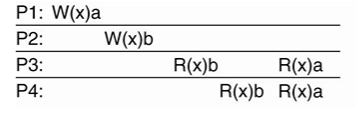 P1: W(x)a
P2: W(x)b
P3: R(x)b R(x)a
P4: R(x)b R(x)a